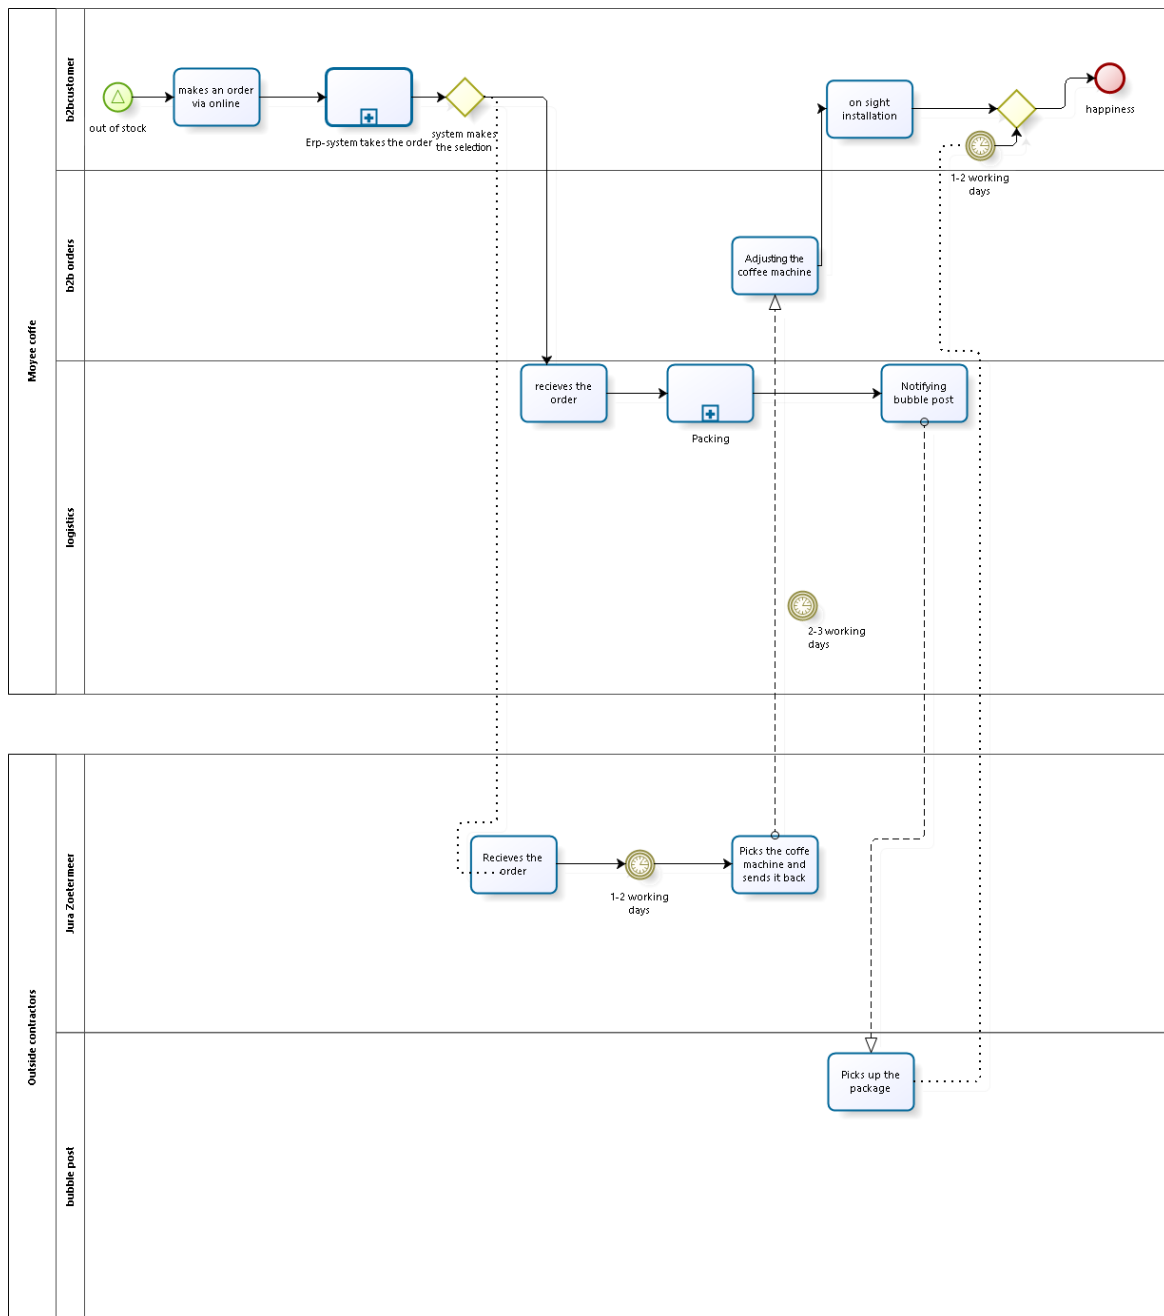 Moyee coffe
b2bcustomer
out of stock
makes an order
via online
Erp-system takes the order
system makes
the selection
on sight
installation
1-2 working
days
happiness
b2b orders
Adjusting the
coffee machine
logistics
recieves the
order
Packing
Notifying
bubble post
2-3 working
days
Outside contractors
Jura Zoetermeer
Recieves the
order
1-2 working
days
Picks the coffe
machine and
sends it back
bubble post
Picks up the
package